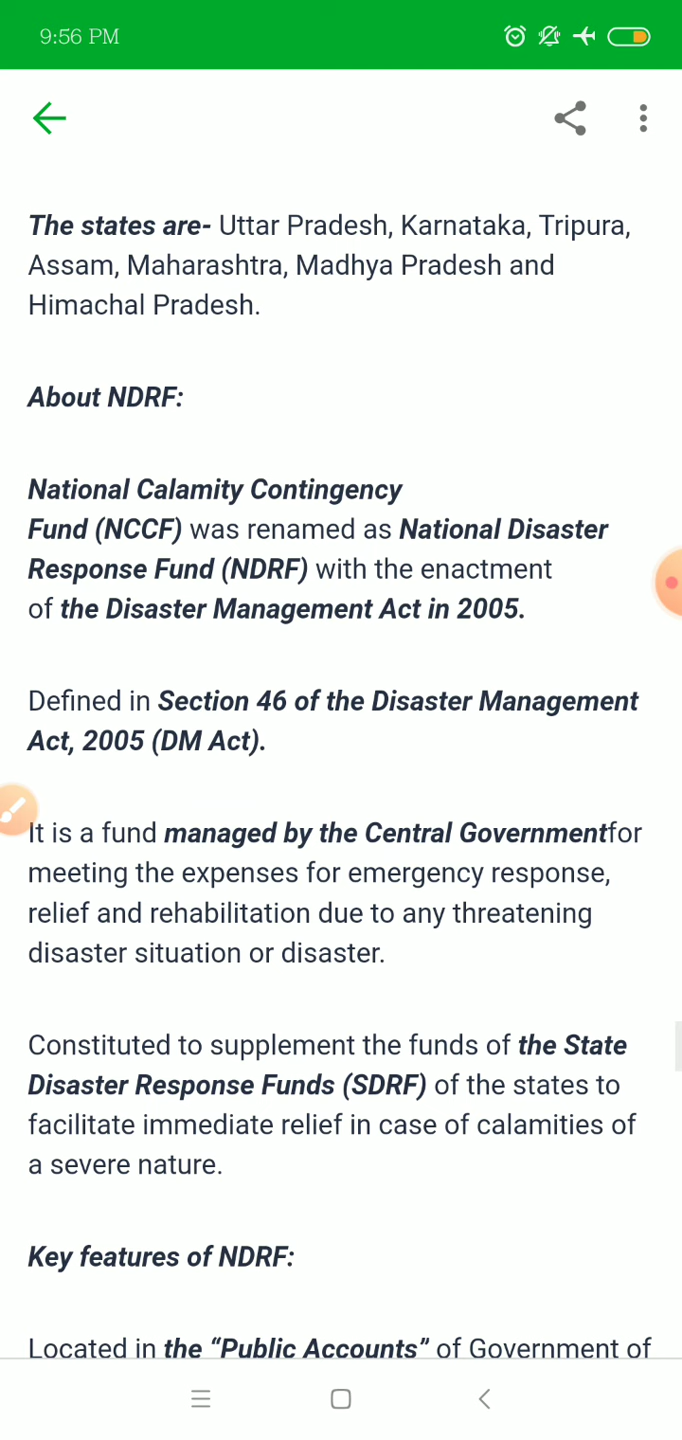 9:56 PM
The states are- Uttar Pradesh, Karnataka, Tripura,
Assam, Maharashtra, Madhya Pradesh and
Himachal Pradesh.
About NDRF:
National Calamity Contingency
Fund (NCCF) was renamed as National Disaster
Response Fund (NDRF) with the enactment
of the Disaster Management Act in 2005.
Defined in Section 46 of the Disaster Management
Act, 2005 (DM Act).
It is a fund managed by the Central Governmentfor
meeting the expenses for emergency response,
relief and rehabilitation due to any threatening
disaster situation or disaster.
Constituted to supplement the funds of the State
Disaster Response Funds (SDRF) of the states to
facilitate immediate relief in case of calamities of
a severe nature.
Key features of NDRF:
Located in the “Public Accounts” of Government of